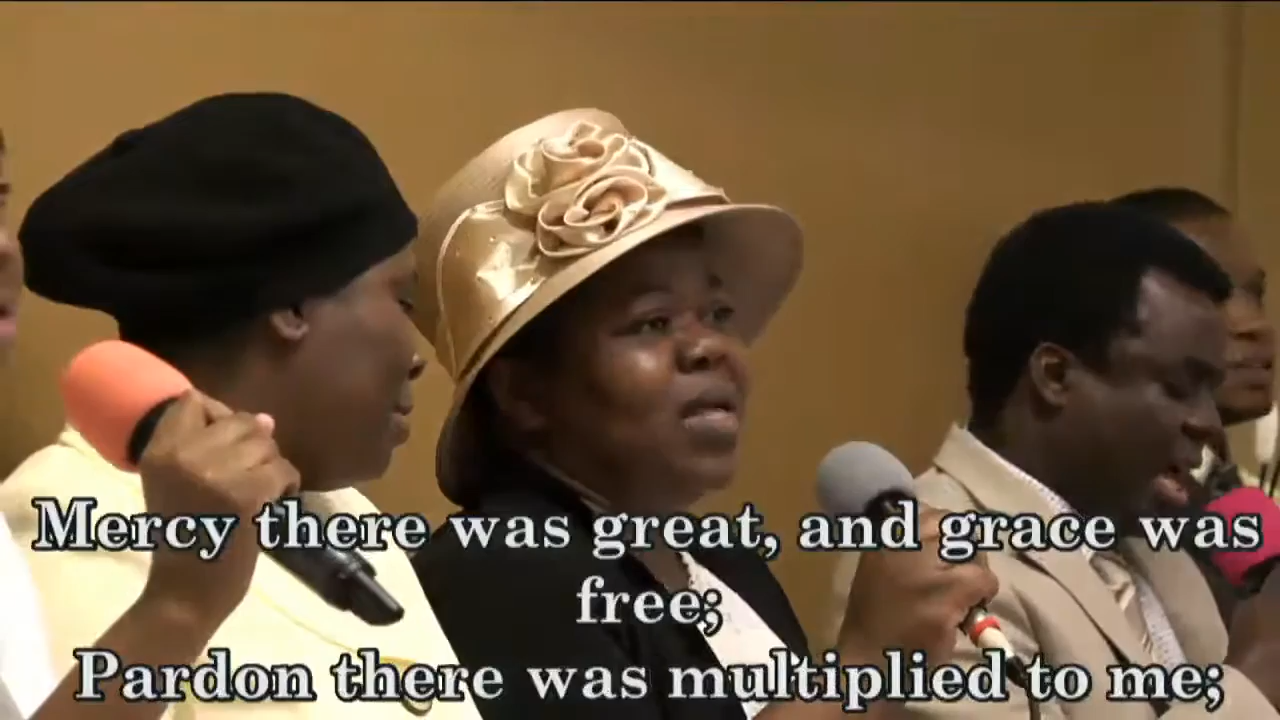 Mercy there was great, and grace was
free;
Pardon there was multiplied to me;